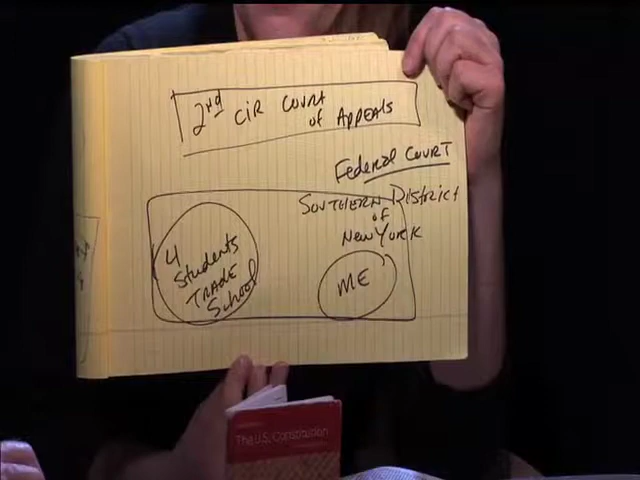 2nd CIR COURT
of APPEALS
Federal COURT
SOUTHERN District
of
New York
4
Students
TRADE
School
ME
The U.S. Constitution